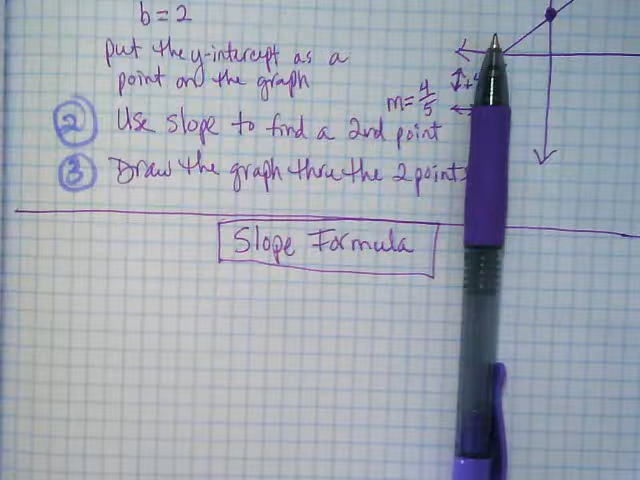 b = 2
put the y-intercept as a
point on the graph
m = 4/5
② Use slope to find a 2nd point
③ Draw the graph thru the 2 points
Slope Formula